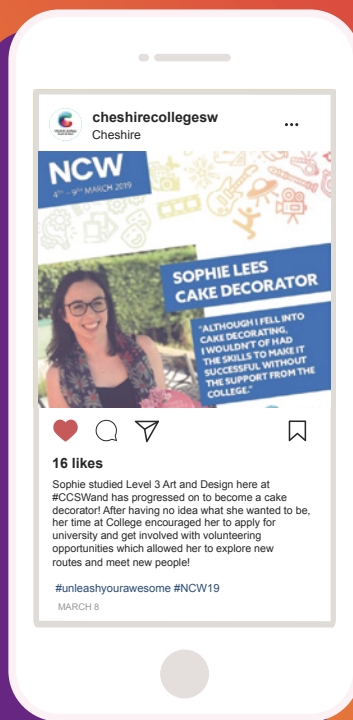 cheshirecollegesw
Cheshire
NCW
4TH - 9TH MARCH 2019
SOPHIE LEES
CAKE DECORATOR
"ALTHOUGH I FELL INTO
CAKE DECORATING,
I WOULDN'T OF HAD
THE SKILLS TO MAKE IT
SUCCESSFUL WITHOUT
THE SUPPORT FROM THE
COLLEGE."
16 likes
Sophie studied Level 3 Art and Design here at
#CCSWand has progressed on to become a cake
decorator! After having no idea what she wanted to be,
her time at College encouraged her to apply for
university and get involved with volunteering
opportunities which allowed her to explore new
routes and meet new people!
#unleashyourawesome #NCW19
MARCH 8